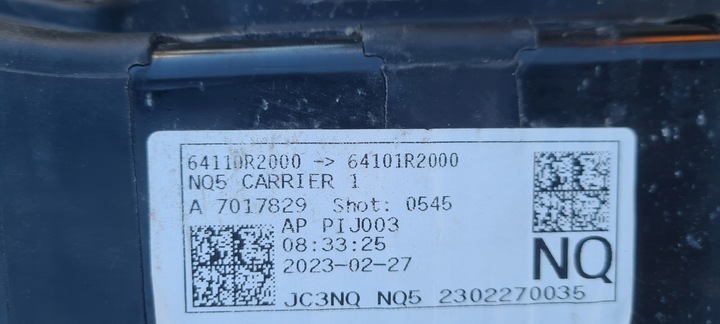 64110R2000 -> 64101R2000
NQ5 CARRIER 1
A 7017829 Shot: 0545
AP PIJ003
08:33:25
2023-02-27
NQ
JC3NQ NQ5 2302270035